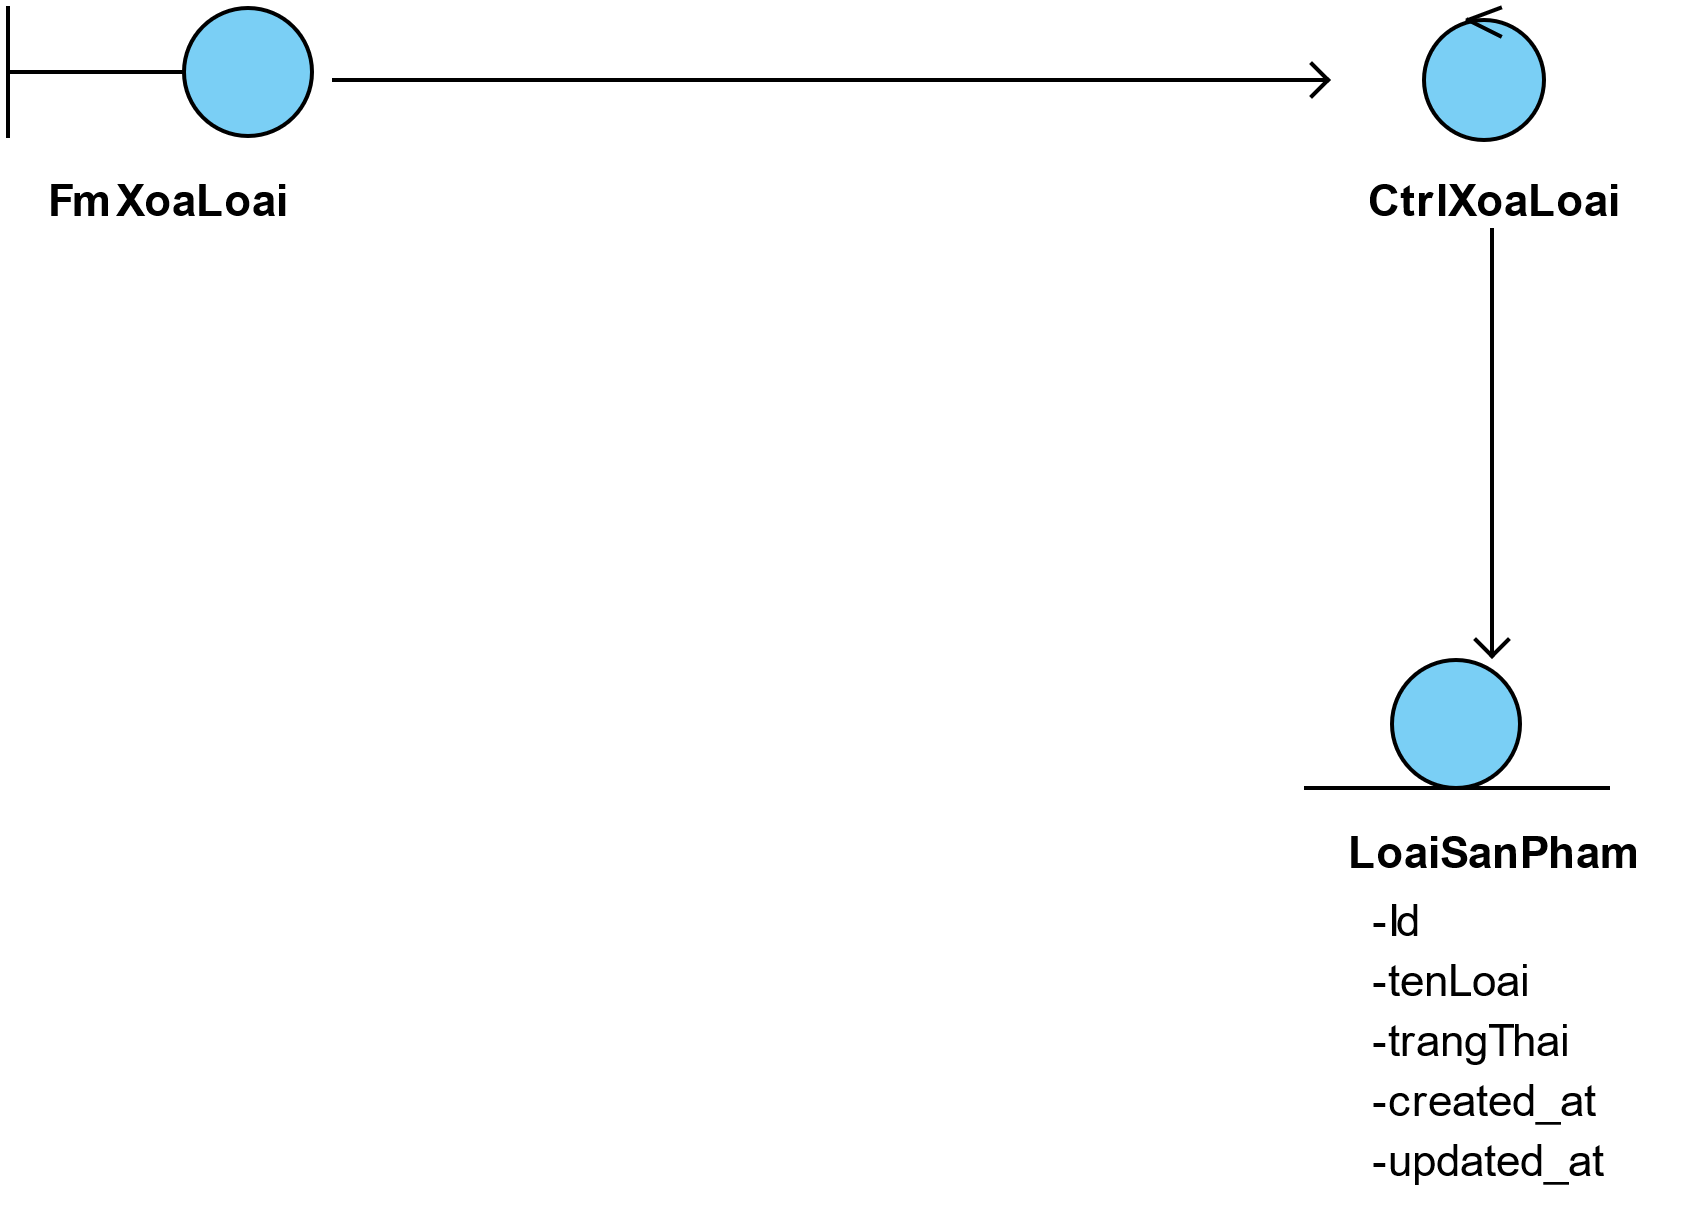 FmXoaLoai
CtrlXoaLoai
LoaiSanPham
-Id
-tenLoai
-trangThai
-created_at
-updated_at